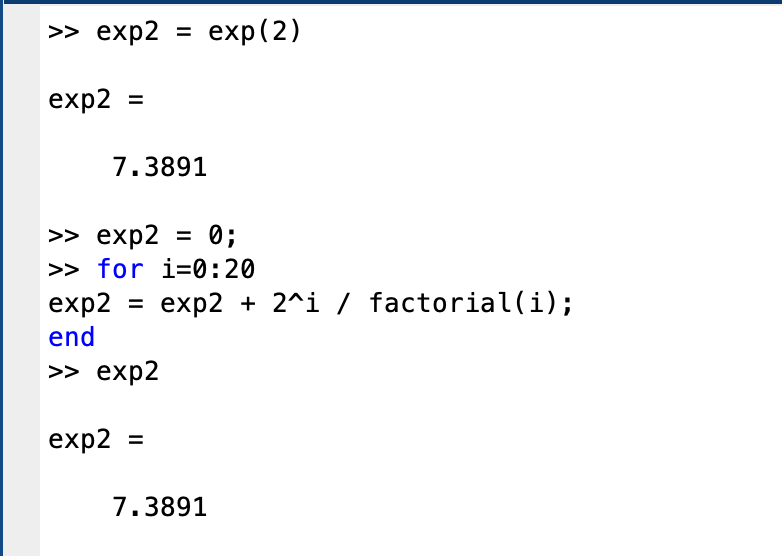 >> exp2 = exp(2)
exp2 =
7.3891
>> exp2 = 0;
>> for i=0:20
exp2 = exp2 + 2^i / factorial(i);
end
>> exp2
exp2 =
7.3891